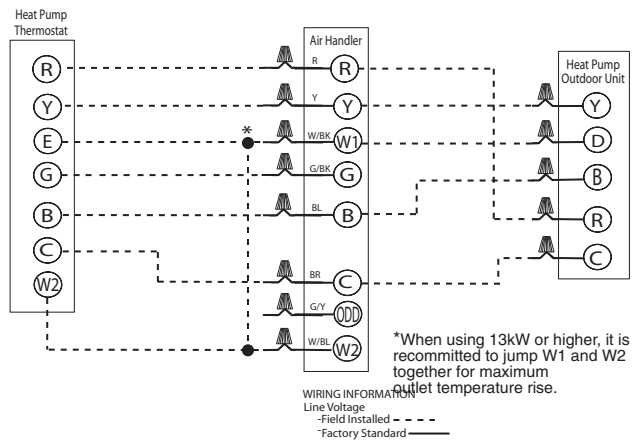 Heat Pump
Thermostat
R
Y
E
G
B
C
W2
*
Air Handler
R
R
Y
Y
W/BK
W1
G/BK
G
BL
B
BR
C
G/Y
ODD
W/BL
W2
Heat Pump
Outdoor Unit
Y
D
B
R
C
*When using 13kW or higher, it is
recommitted to jump W1 and W2
together for maximum
outlet temperature rise.
WIRING INFORMATION
Line Voltage
-Field Installed
-Factory Standard